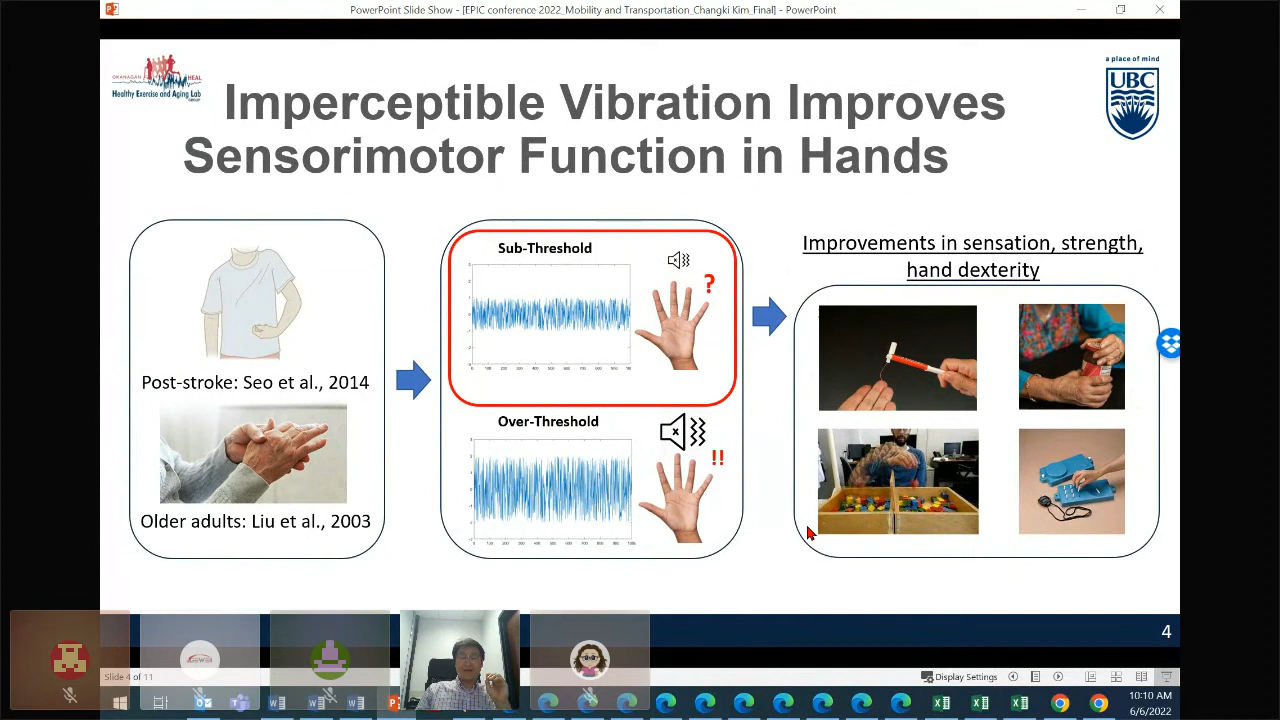 PowerPoint Slide Show - [EPIC conference 2022_Mobility and Transportation_Changki Kim_Final] - PowerPoint
OKANAGAN HEAL
Healthy Exercise and Aging Lab
GROUP
a place of mind
UBC
Imperceptible Vibration Improves
Sensorimotor Function in Hands
Post-stroke: Seo et al., 2014
Older adults: Liu et al., 2003
Sub-Threshold
?
Over-Threshold
!!
Improvements in sensation, strength,
hand dexterity
4
Slide 4 of 11
Display Settings
10:10 AM
6/6/2022